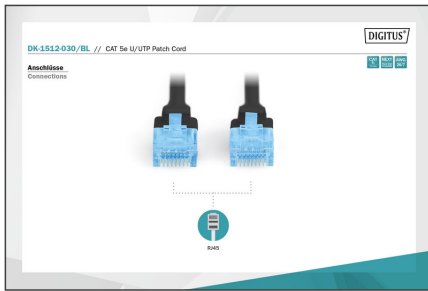 DIGITUS®
DK-1512-030/BL // CAT 5e U/UTP Patch Cord
Anschlüsse
Connections
RJ45